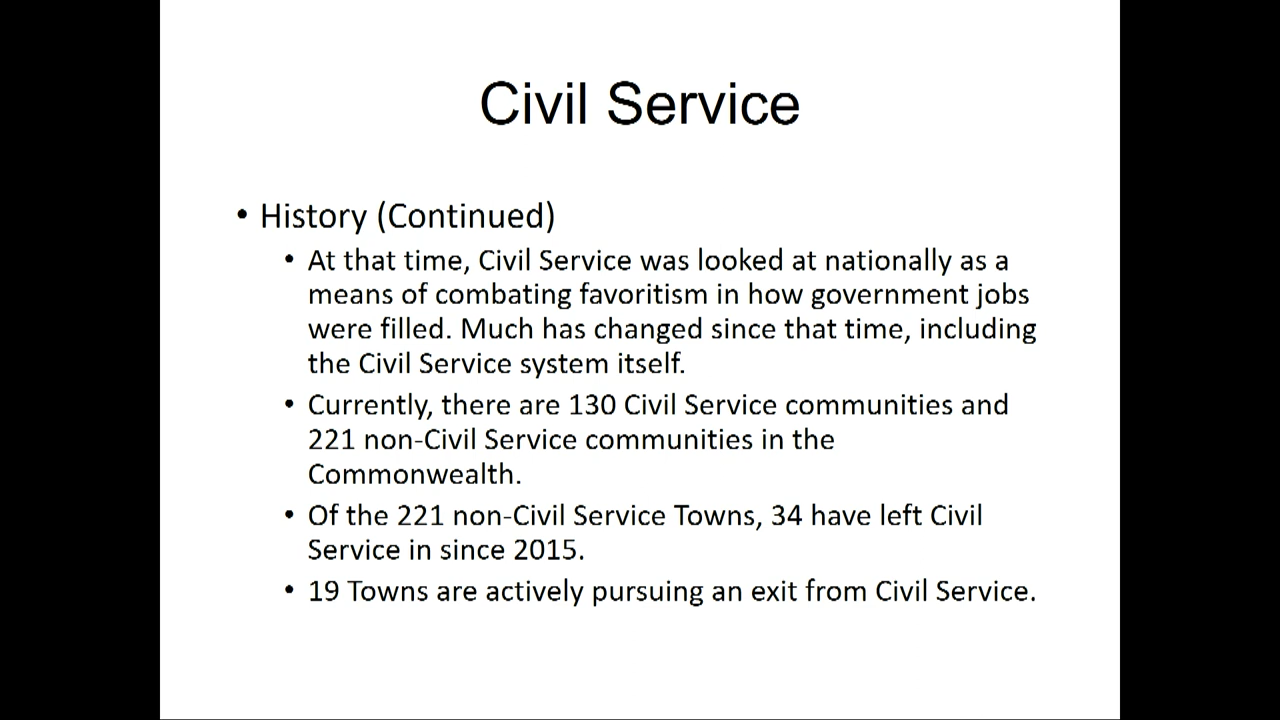 Civil Service
• History (Continued)
• At that time, Civil Service was looked at nationally as a
means of combating favoritism in how government jobs
were filled. Much has changed since that time, including
the Civil Service system itself.
• Currently, there are 130 Civil Service communities and
221 non-Civil Service communities in the
Commonwealth.
• Of the 221 non-Civil Service Towns, 34 have left Civil
Service in since 2015.
• 19 Towns are actively pursuing an exit from Civil Service.